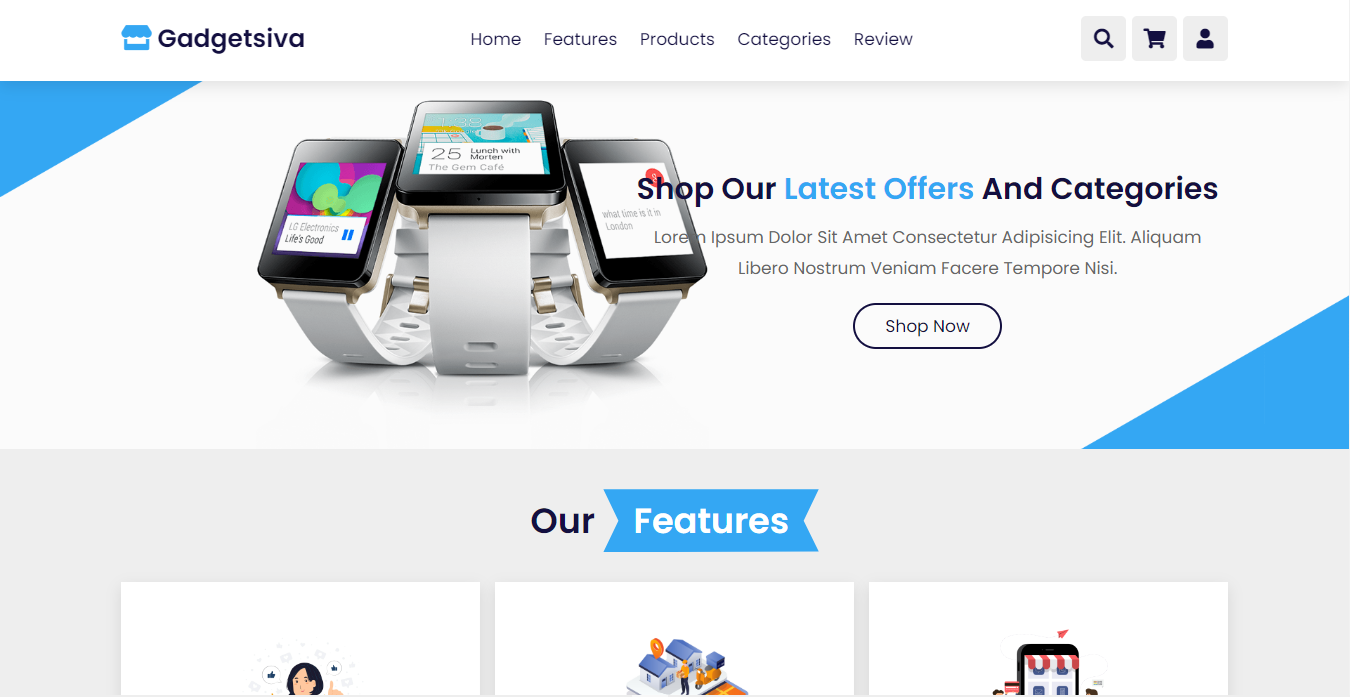 Gadgetsiva
Home Features Products Categories Review
25 Lunch with
Morten
The Gem Café
LG Electronics
Life's Good
what time is it in
London
Shop Our Latest Offers And Categories
Lorem Ipsum Dolor Sit Amet Consectetur Adipisicing Elit. Aliquam
Libero Nostrum Veniam Facere Tempore Nisi.
Shop Now
Our Features